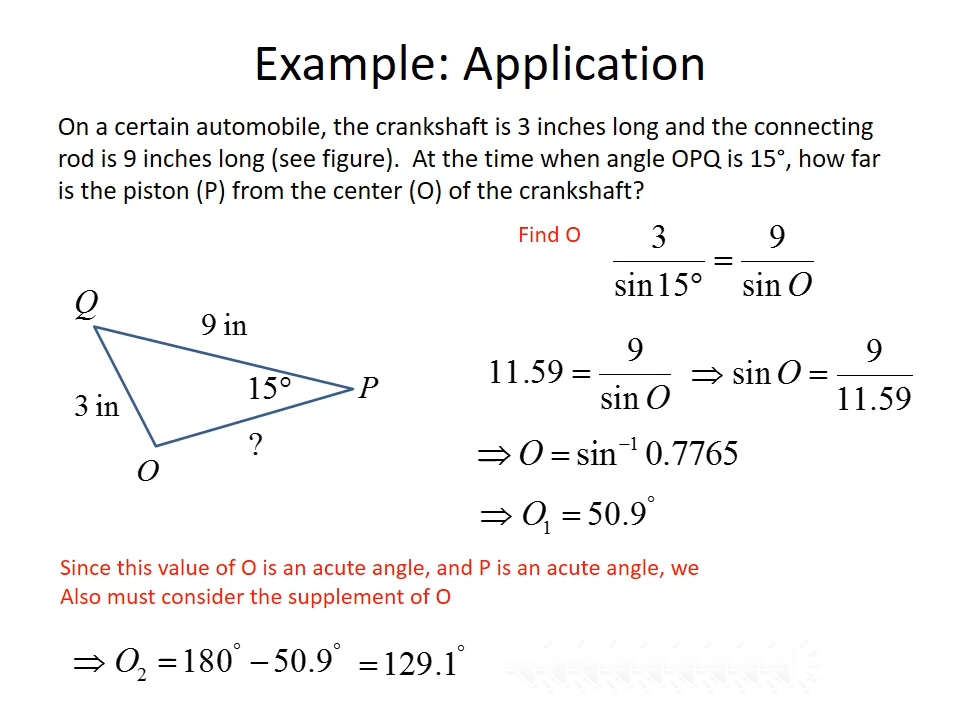 Example: Application
On a certain automobile, the crankshaft is 3 inches long and the connecting
rod is 9 inches long (see figure).  At the time when angle OPQ is 15°, how far
is the piston (P) from the center (O) of the crankshaft?
Find O
3/sin15° = 9/sin O
Q
9 in
15°
P
3 in
?
O
11.59 = 9/sin O ⇒ sin O = 9/11.59
⇒ O = sin⁻¹ 0.7765
⇒ O₁ = 50.9°
Since this value of O is an acute angle, and P is an acute angle, we
Also must consider the supplement of O
⇒ O₂ = 180° − 50.9° = 129.1°